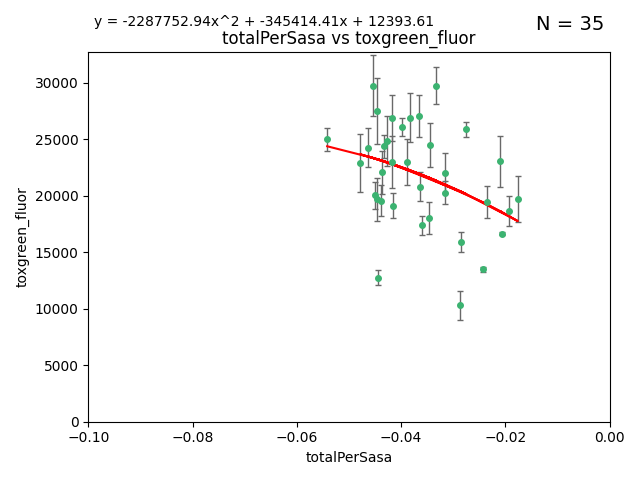 y = -2287752.94x^2 + -345414.41x + 12393.61
N = 35
totalPerSasa vs toxgreen_fluor
30000
25000
20000
15000
10000
5000
0
toxgreen_fluor
−0.10
−0.08
−0.06
−0.04
−0.02
0.00
totalPerSasa